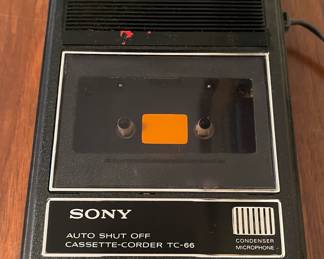 SONY
AUTO SHUT OFF
CASSETTE-CORDER TC-66
CONDENSER
MICROPHONE